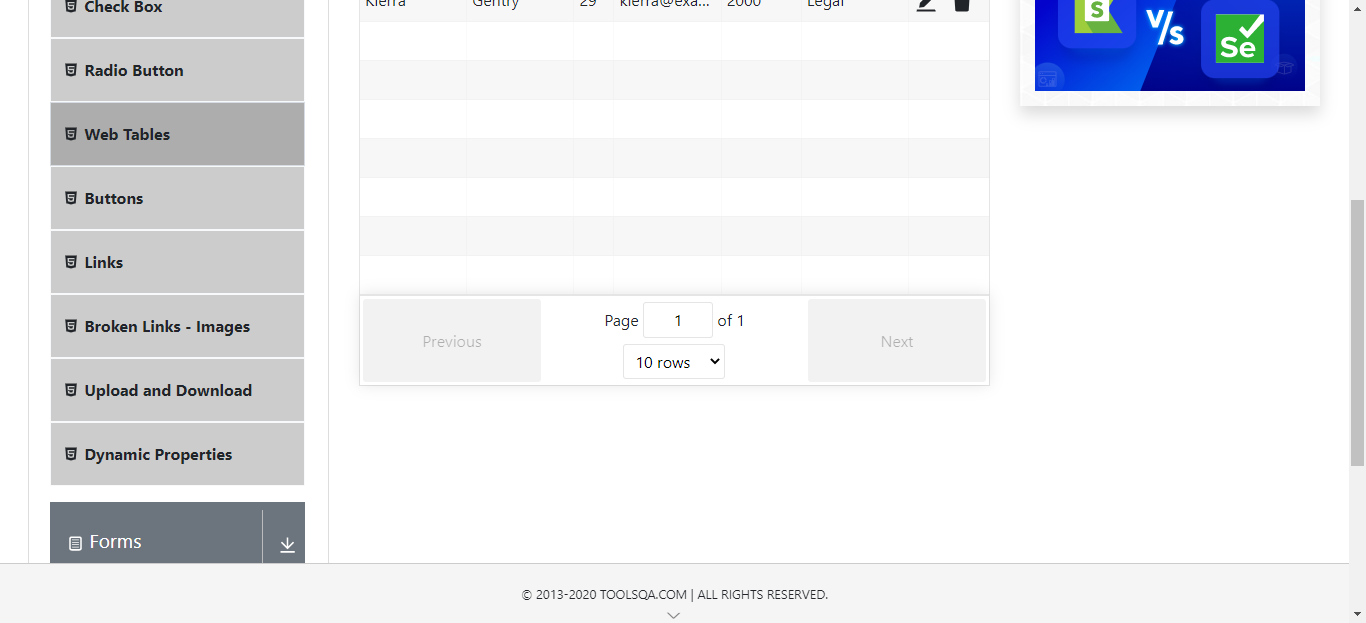 Check Box
Radio Button
Web Tables
Buttons
Links
Broken Links - Images
Upload and Download
Dynamic Properties
Forms
Kierra Gentry 29 kierra@exa... 2000 Legal
Previous
Page 1 of 1
10 rows
Next
S
V/s
Se
© 2013-2020 TOOLSQA.COM | ALL RIGHTS RESERVED.